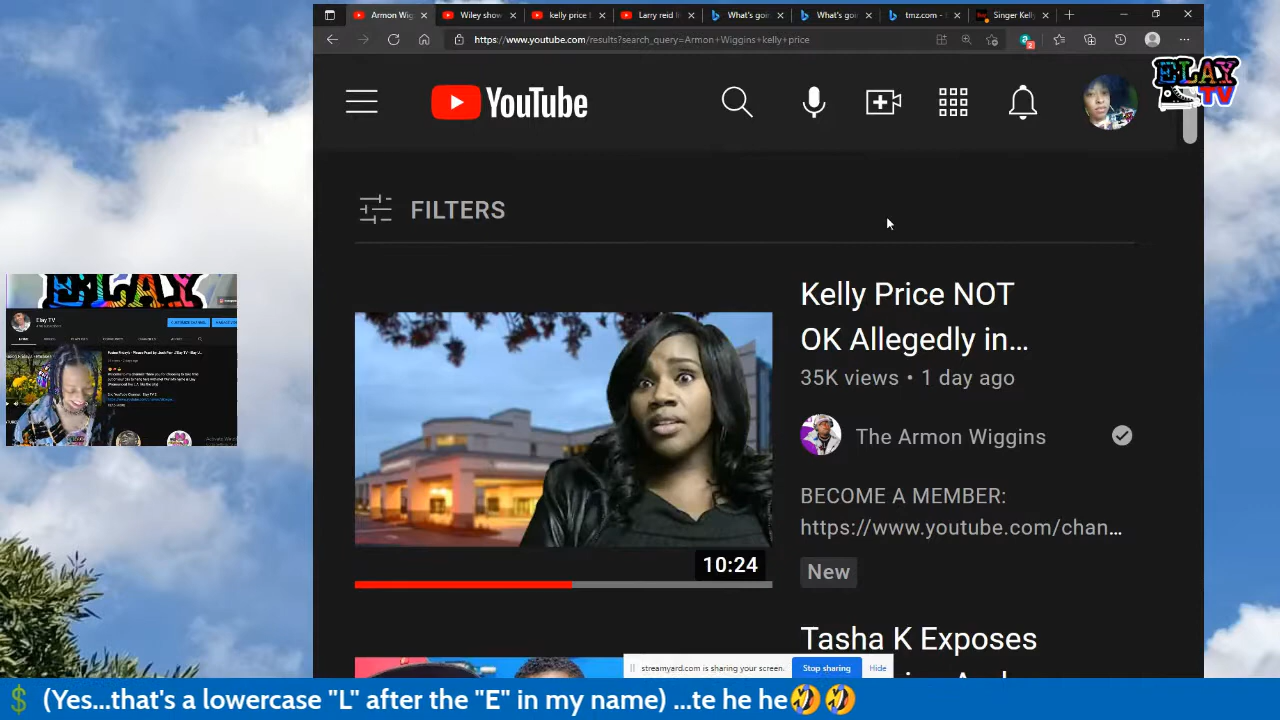 Armon Wig
Wiley show
kelly price
Larry reid li
What's goi
What's goi
tmz.com -
Singer Kell
https://www.youtube.com/results?search_query=Armon+Wiggins+kelly+price
2
ELAY
TV
YouTube
FILTERS
Kelly Price NOT
OK Allegedly in...
35K views • 1 day ago
The Armon Wiggins
BECOME A MEMBER:
https://www.youtube.com/chan...
New
10:24
Tasha K Exposes
ELAY
Elay TV
streamyard.com is sharing your screen.
Stop sharing
Hide
$ (Yes...that's a lowercase "L" after the "E" in my name) ...te he he🤣🤣